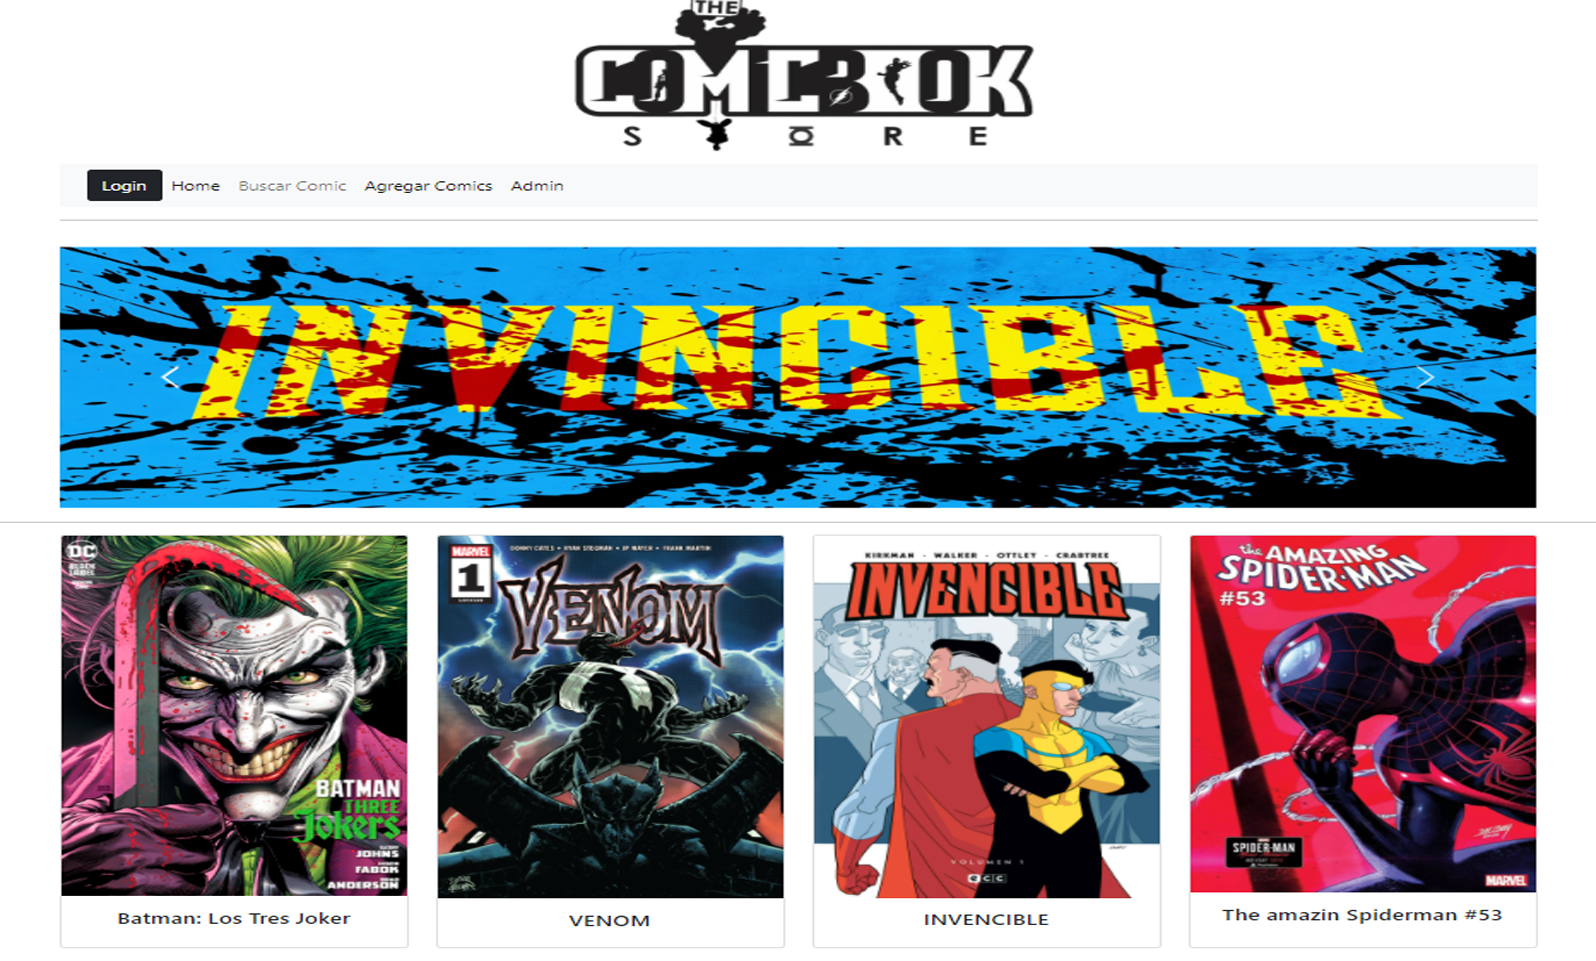 THE
COMICBOOK
STORE
Login Home Buscar Comic Agregar Comics Admin
INVINCIBLE
DC
BLACK
LABEL
BATMAN
THREE
Jokers
JOHNS
FABOK
ANDERSON
Batman: Los Tres Joker
MARVEL
1
DONNY CATES • RYAN STEGMAN • JP MAYER • FRANK MARTIN
VENOM
VENOM
KIRKMAN - WALKER - OTTLEY - CRABTREE
INVENCIBLE
VOLUMEN 1
ECC
INVENCIBLE
the AMAZING
SPIDER-MAN
#53
MARVEL
SPIDER-MAN
MARVEL
The amazin Spiderman #53